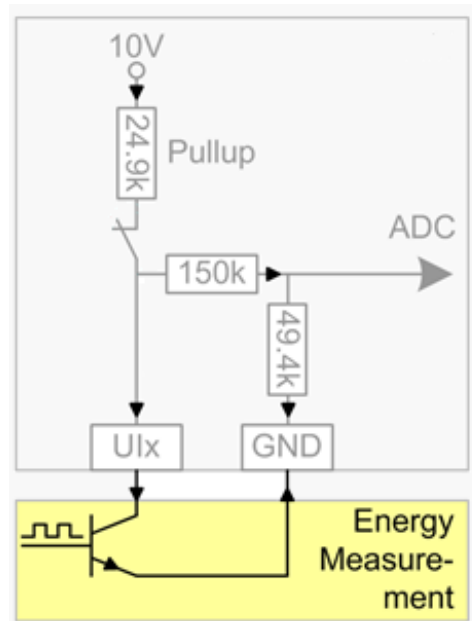 10V
24.9k
Pullup
ADC
150k
49.4k
UIx
GND
Energy
Measure-
ment